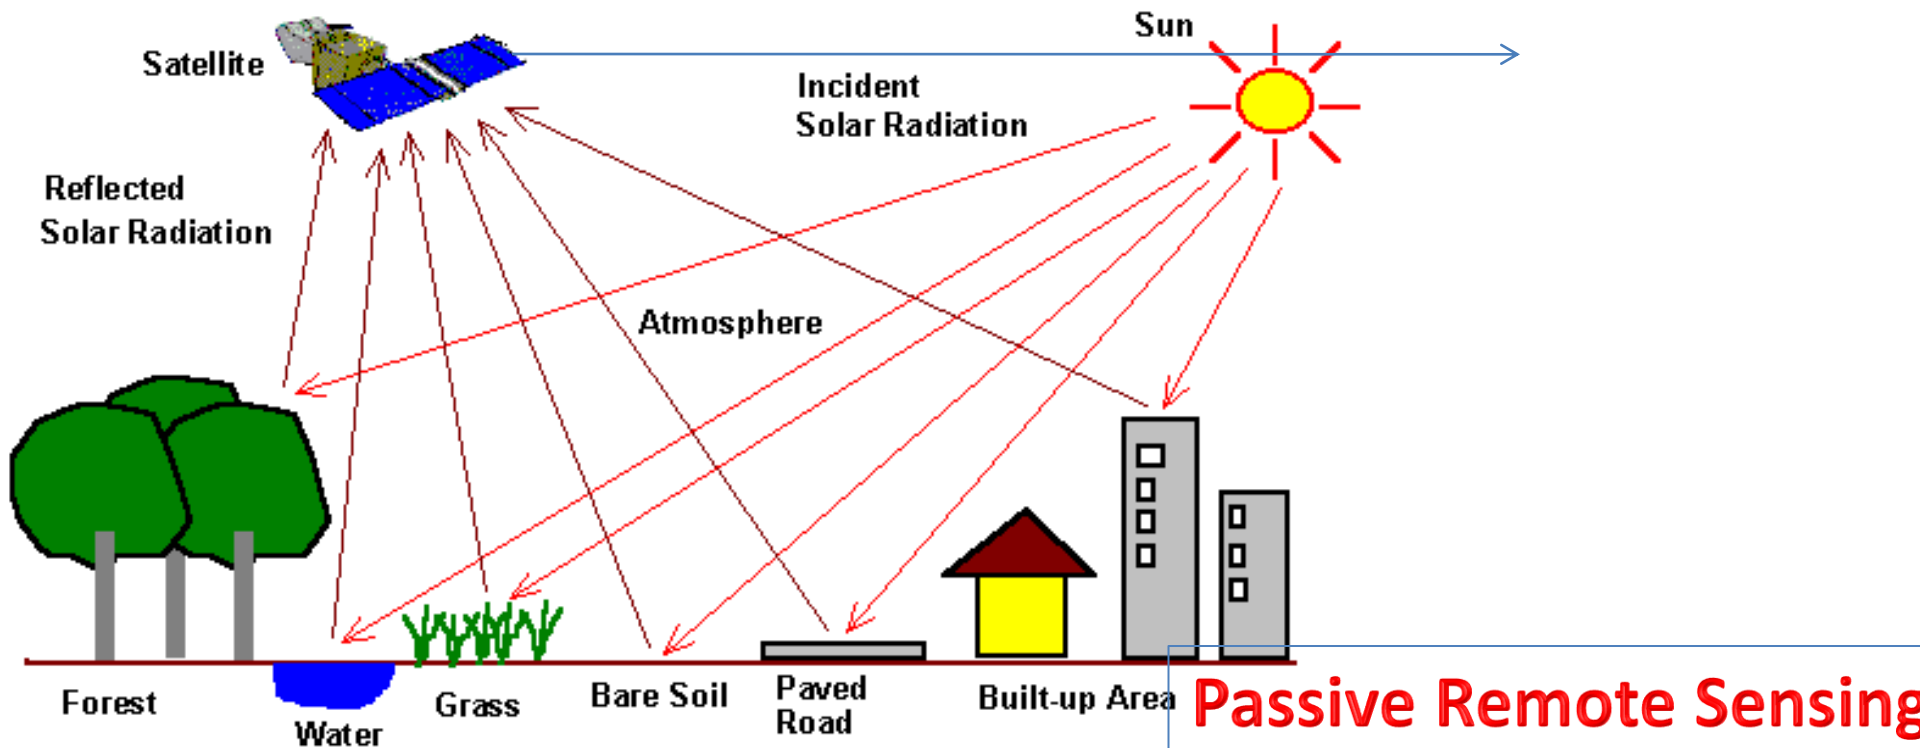 Sun
Satellite
Incident
Solar Radiation
Reflected
Solar Radiation
Atmosphere
Forest
Water
Grass
Bare Soil
Paved
Road
Built-up Area
Passive Remote Sensing